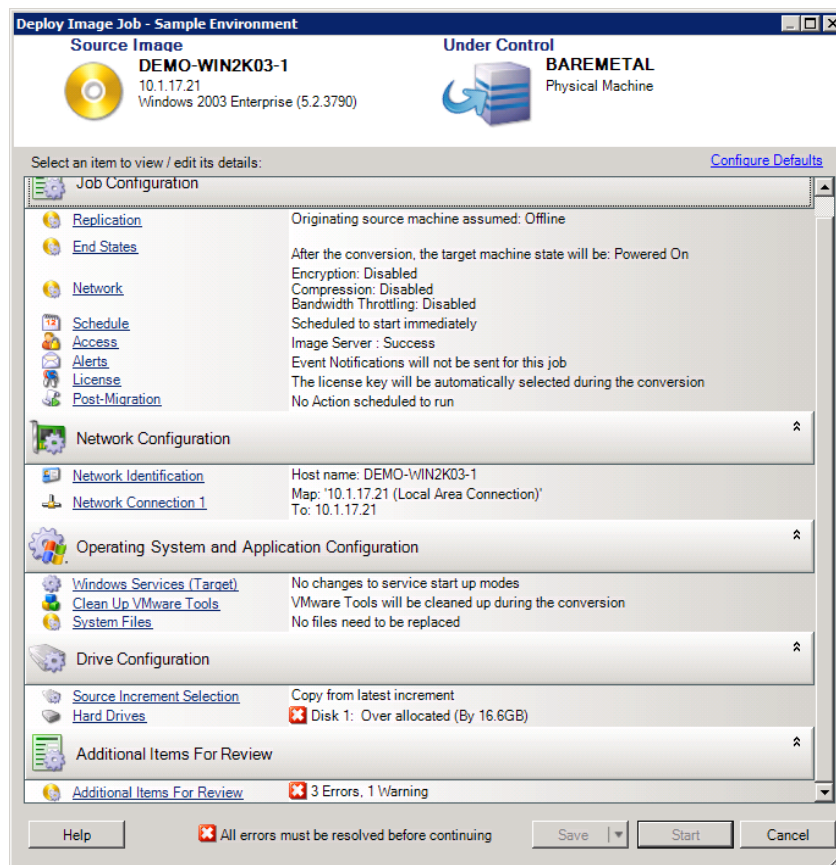 Deploy Image Job - Sample Environment
Source Image
DEMO-WIN2K03-1
10.1.17.21
Windows 2003 Enterprise (5.2.3790)
Under Control
BAREMETAL
Physical Machine
Select an item to view / edit its details:
Configure Defaults
Job Configuration
Replication
Originating source machine assumed: Offline
End States
After the conversion, the target machine state will be: Powered On
Network
Encryption: Disabled
Compression: Disabled
Bandwidth Throttling: Disabled
12
Schedule
Scheduled to start immediately
Access
Image Server : Success
Alerts
Event Notifications will not be sent for this job
License
The license key will be automatically selected during the conversion
Post-Migration
No Action scheduled to run
Network Configuration
Network Identification
Host name: DEMO-WIN2K03-1
Network Connection 1
Map: '10.1.17.21 (Local Area Connection)'
To: 10.1.17.21
Operating System and Application Configuration
Windows Services (Target)
No changes to service start up modes
Clean Up VMware Tools
VMware Tools will be cleaned up during the conversion
System Files
No files need to be replaced
Drive Configuration
Source Increment Selection
Copy from latest increment
Hard Drives
Disk 1: Over allocated (By 16.6GB)
Additional Items For Review
Additional Items For Review
3 Errors, 1 Warning
Help
All errors must be resolved before continuing
Save
Start
Cancel